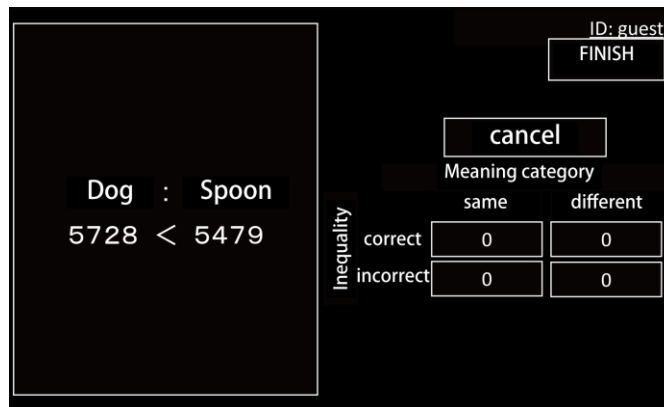 ID: guest
FINISH
cancel
Meaning category
same different
Dog : Spoon
5728 < 5479
Inequality
correct 0 0
incorrect 0 0